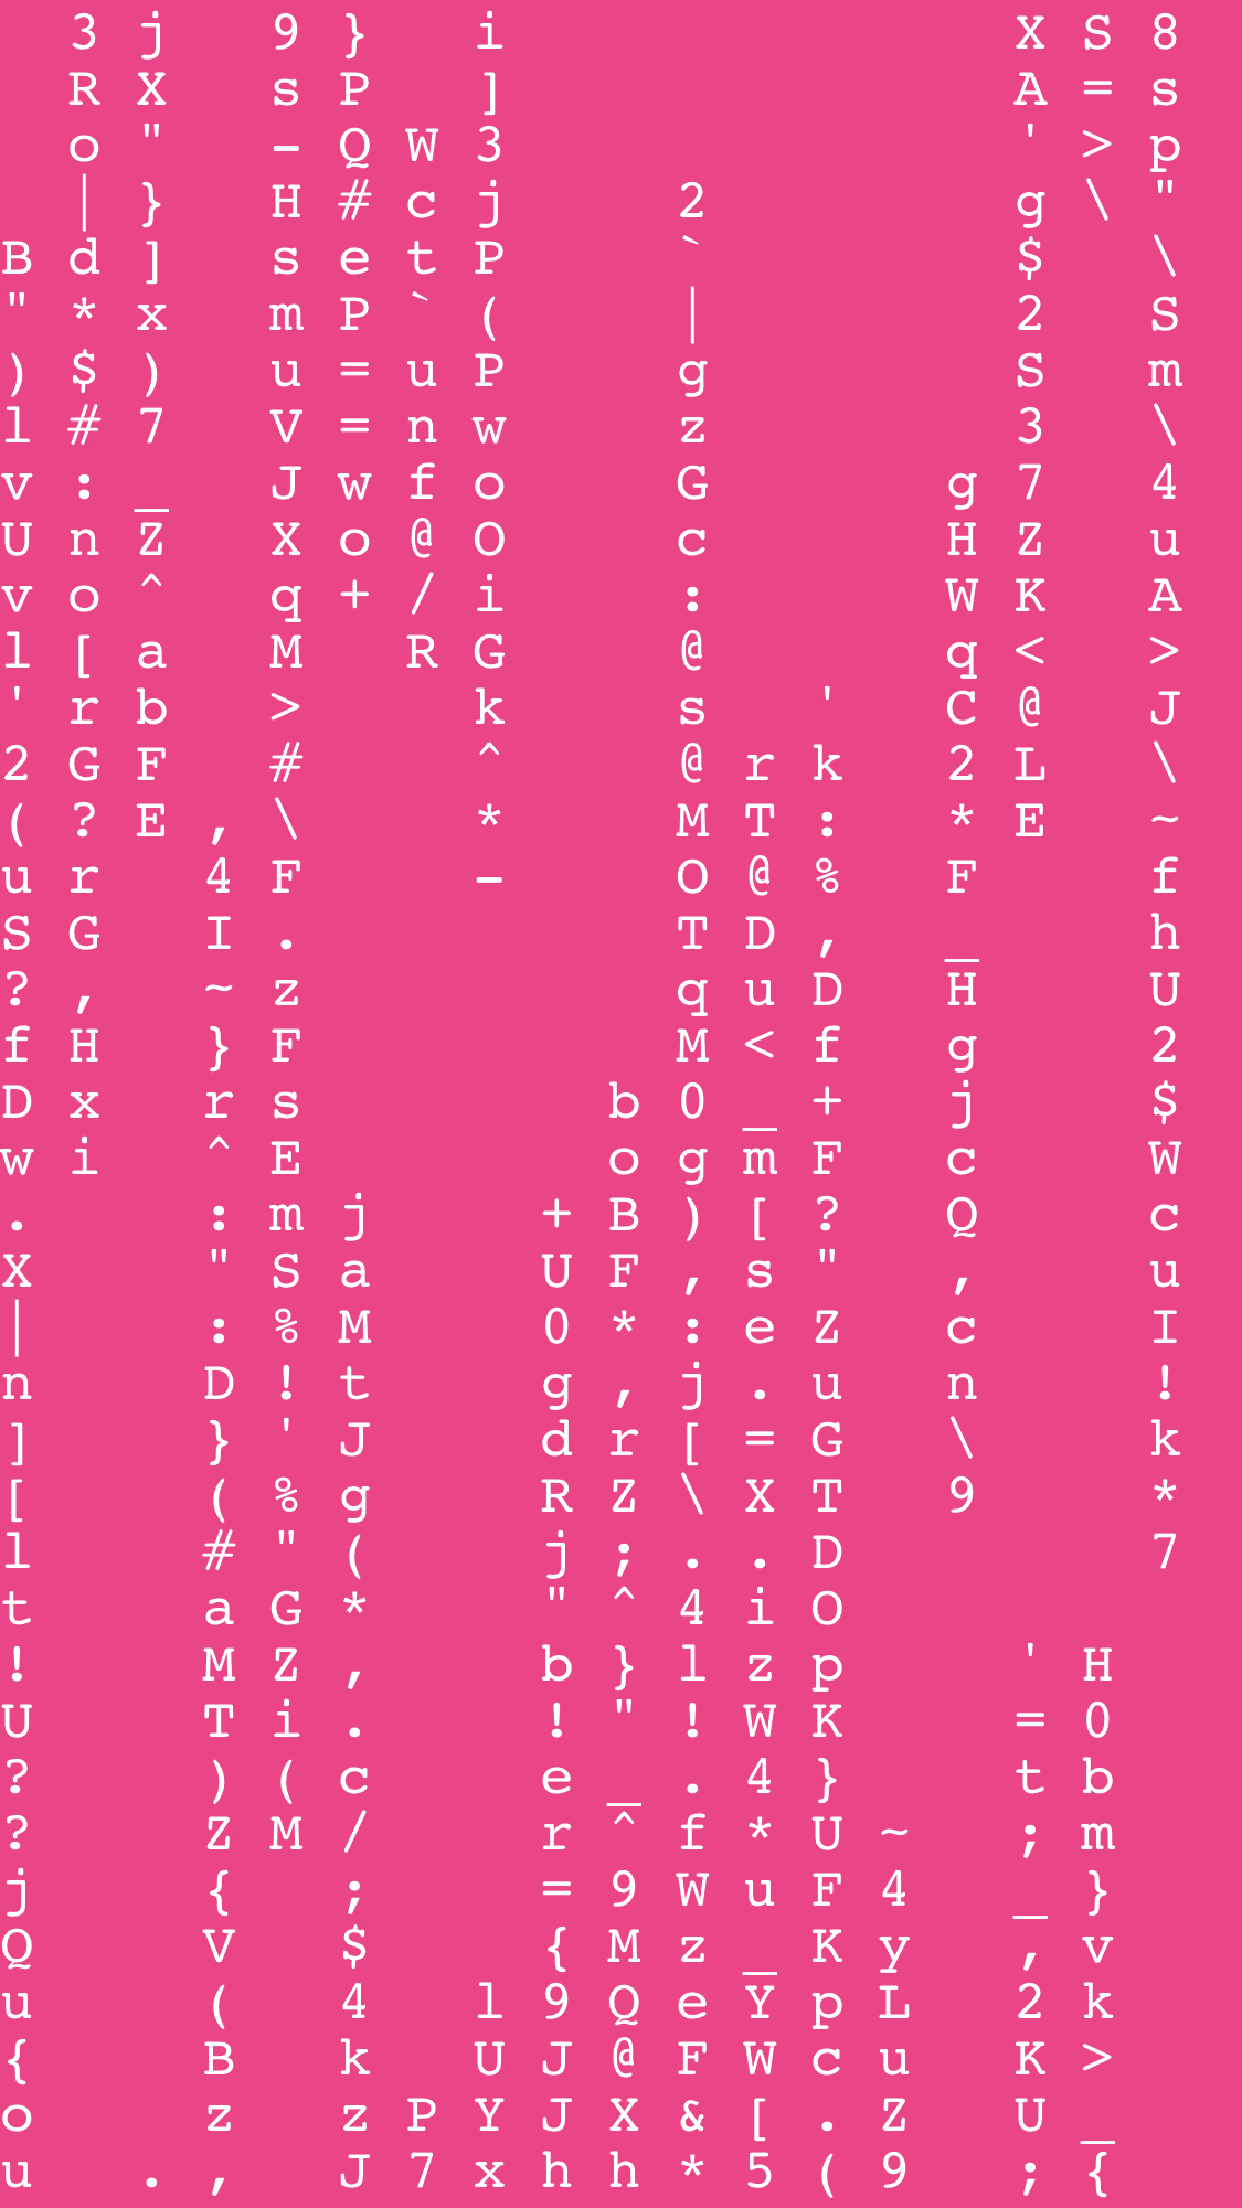 3 j 9 } i X S 8
R X s P ] A = s
o " - Q W 3 ' > p
| } H # c j 2 g \ "
B d ] s e t P ` $ \
" * x m P ` ( | 2 S
) $ ) u = u P g S m
l # 7 V = n w z 3 \
v : _ J w f o G g 7 4
U n Z X o @ O c H Z u
v o ^ q + / i : W K A
l [ a M R G @ q < >
' r b > k s ' C @ J
2 G F # ^ @ r k 2 L \
( ? E , \ * M T : * E ~
u r 4 F - O @ % F f
S G I . T D , _ h
? , ~ z q u D H U
f H } F M < f g 2
D x r s b 0 _ + j $
w i ^ E o g m F c W
. : m j + B ) [ ? Q c
X " S a U F , s " , u
| : % M 0 * : e Z c I
n D ! t g , j . u n !
] } ' J d r [ = G \ k
[ ( % g R Z \ X T 9 *
l # " ( j ; . . D 7
t a G * " ^ 4 i O
! M Z , b } l z p ' H
U T i . ! " ! W K = 0
? ) ( c e _ . 4 } t b
? Z M / r ^ f * U ~ ; m
j { ; = 9 W u F 4 _ }
Q V $ { M z _ K y , v
u ( 4 l 9 Q e Y p L 2 k
{ B k U J @ F W c u K >
o z z P Y J X & [ . Z U _
u . , J 7 x h h * 5 ( 9 ; {